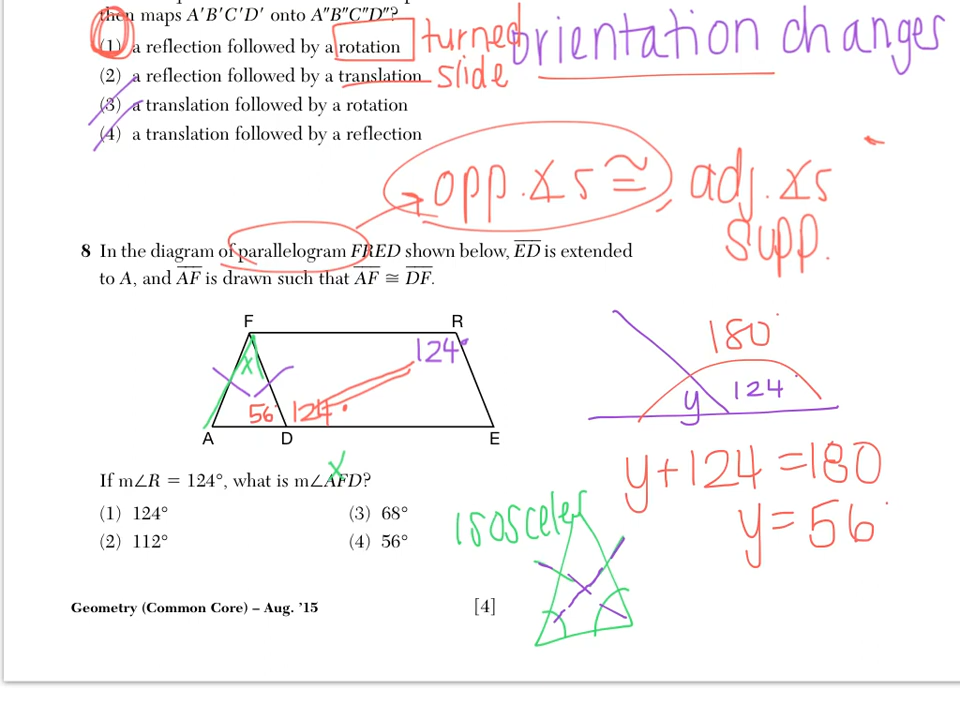 then maps A′B′C′D′ onto A″B″C″D″?
(1) a reflection followed by a rotation
turned
orientation changes
(2) a reflection followed by a translation
slide
(3) a translation followed by a rotation
(4) a translation followed by a reflection
opp. ∡s ≅, adj. ∡s
supp.
8 In the diagram of parallelogram FRED shown below, ED is extended
to A, and AF is drawn such that AF ≅ DF.
F R
180°
x 124°
y 124
56° 124°
A D E
y+124=180
x
If m∠R = 124°, what is m∠AFD?
y=56°
(1) 124° (3) 68°
isosceles
(2) 112° (4) 56°
Geometry (Common Core) – Aug. ’15 [4]